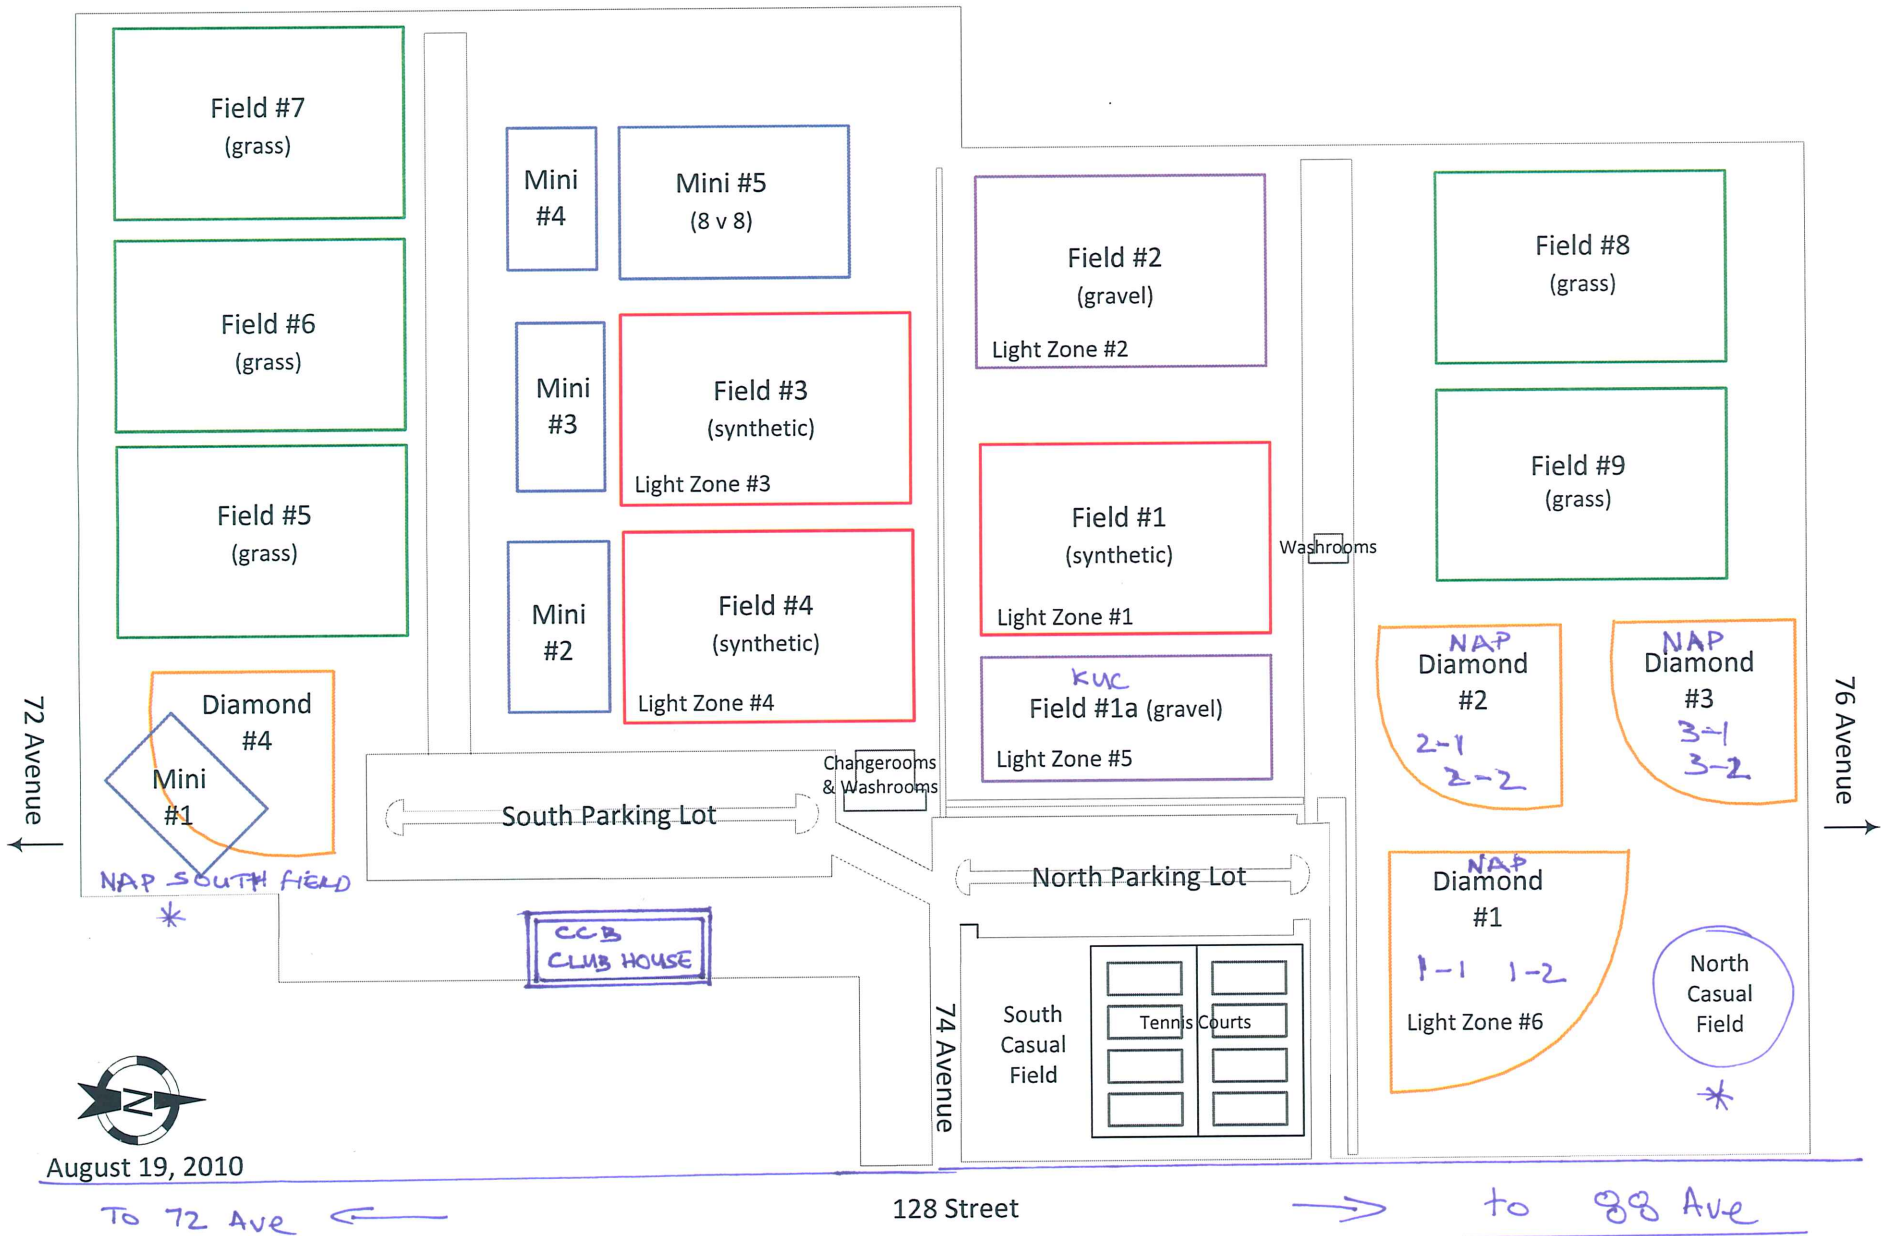 Field #7
(grass)
Field #6
(grass)
Field #5
(grass)
Diamond
#4
Mini
#1
NAP SOUTH FIELD
*
72 Avenue
Mini
#4
Mini #5
(8 v 8)
Mini
#3
Field #3
(synthetic)
Light Zone #3
Mini
#2
Field #4
(synthetic)
Light Zone #4
South Parking Lot
Changerooms
& Washrooms
CCB
CLUB HOUSE
Field #2
(gravel)
Light Zone #2
Field #1
(synthetic)
Light Zone #1
KUC
Field #1a (gravel)
Light Zone #5
Washrooms
North Parking Lot
74 Avenue
South
Casual
Field
Tennis Courts
Field #8
(grass)
Field #9
(grass)
NAP
Diamond
#2
2-1
2-2
NAP
Diamond
#3
3-1
3-2
76 Avenue
NAP
Diamond
#1
1-1 1-2
Light Zone #6
North
Casual
Field
*
N
August 19, 2010
To 72 Ave
128 Street
to 88 Ave